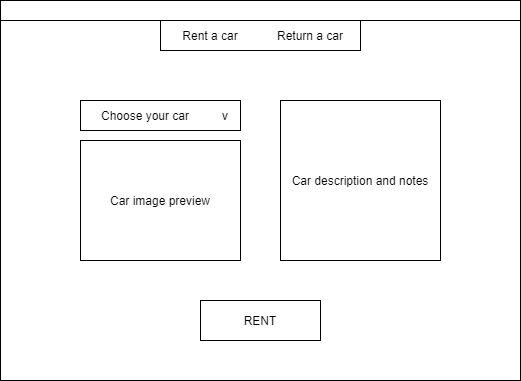 Rent a car
Return a car
Choose your car v
Car image preview
Car description and notes
RENT